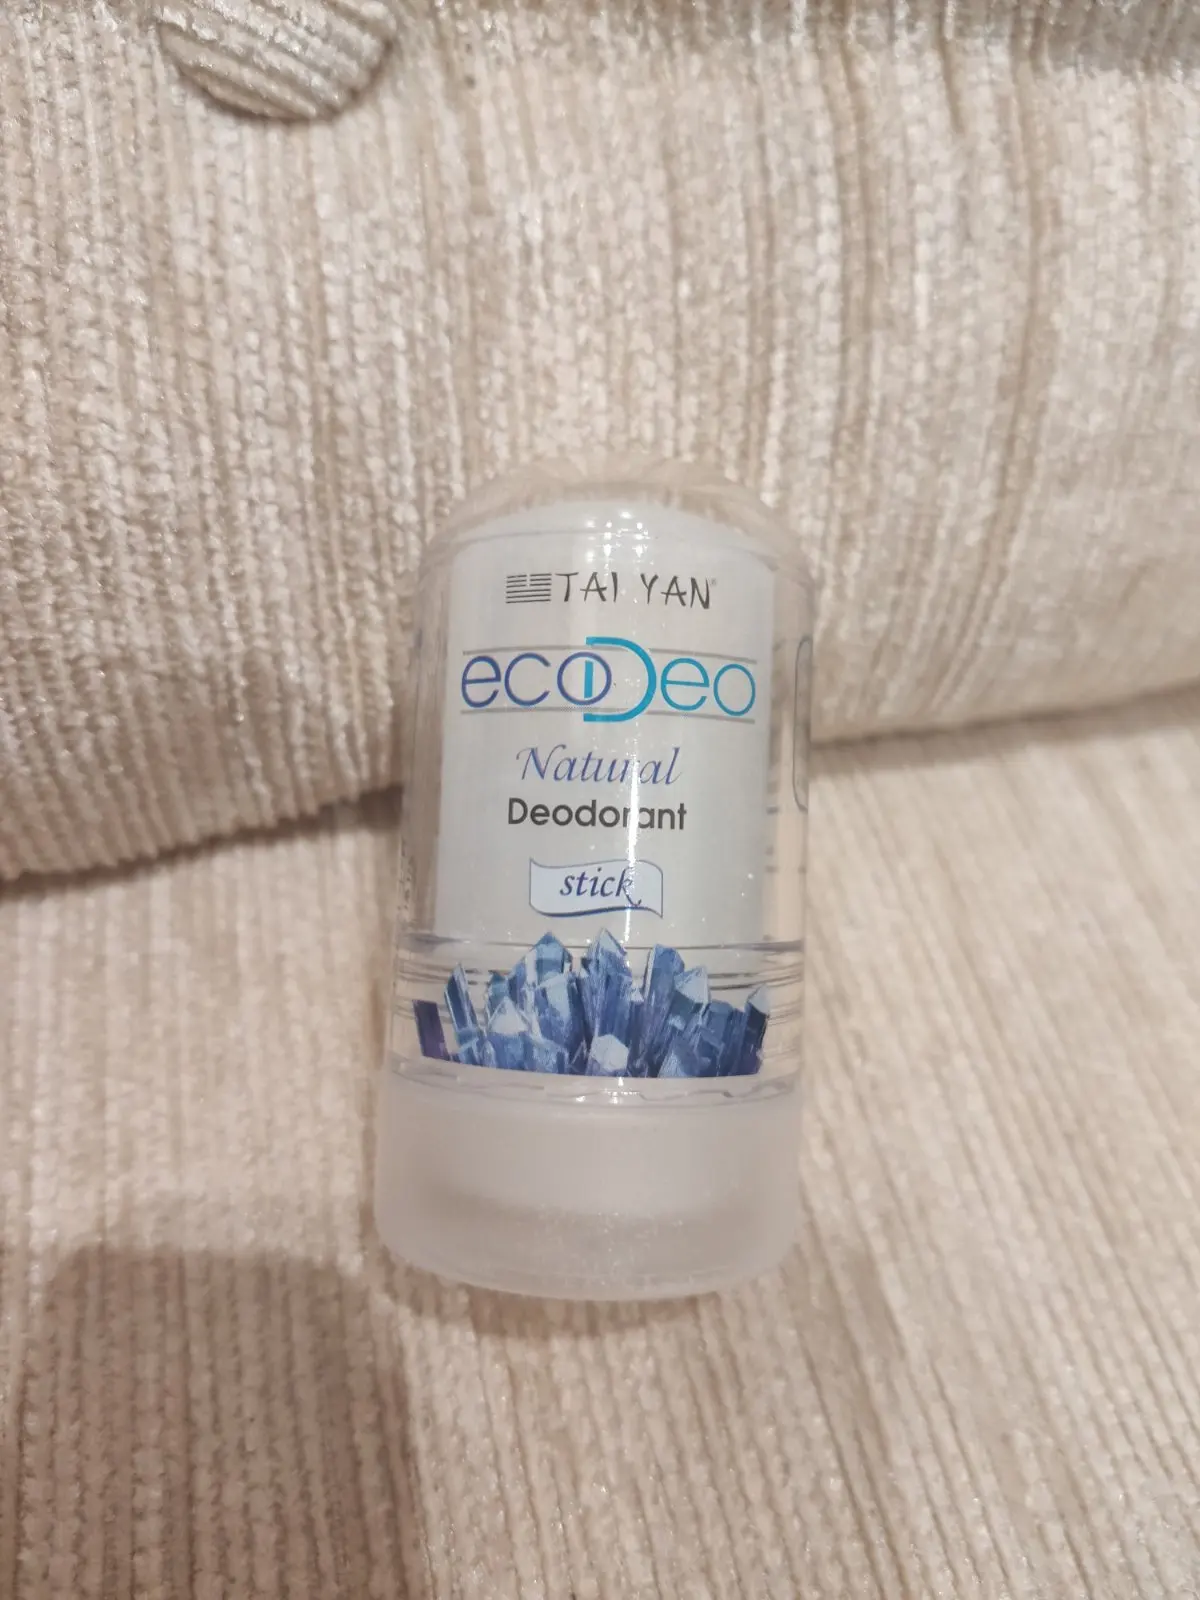 TAI YAN®
ecoDeo
Natural
Deodorant
stick